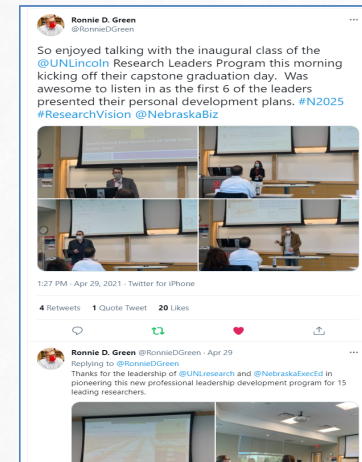 Ronnie D. Green
@RonnieDGreen
So enjoyed talking with the inaugural class of the
@UNLincoln Research Leaders Program this morning
kicking off their capstone graduation day.  Was
awesome to listen in as the first 6 of the leaders
presented their personal development plans. #N2025
#ResearchVision @NebraskaBiz
1:27 PM · Apr 29, 2021 · Twitter for iPhone
4 Retweets   1 Quote Tweet   20 Likes
Ronnie D. Green @RonnieDGreen · Apr 29
Replying to @RonnieDGreen
Thanks for the leadership of @UNLresearch and @NebraskaExecEd in
pioneering this new professional leadership development program for 15
leading researchers.